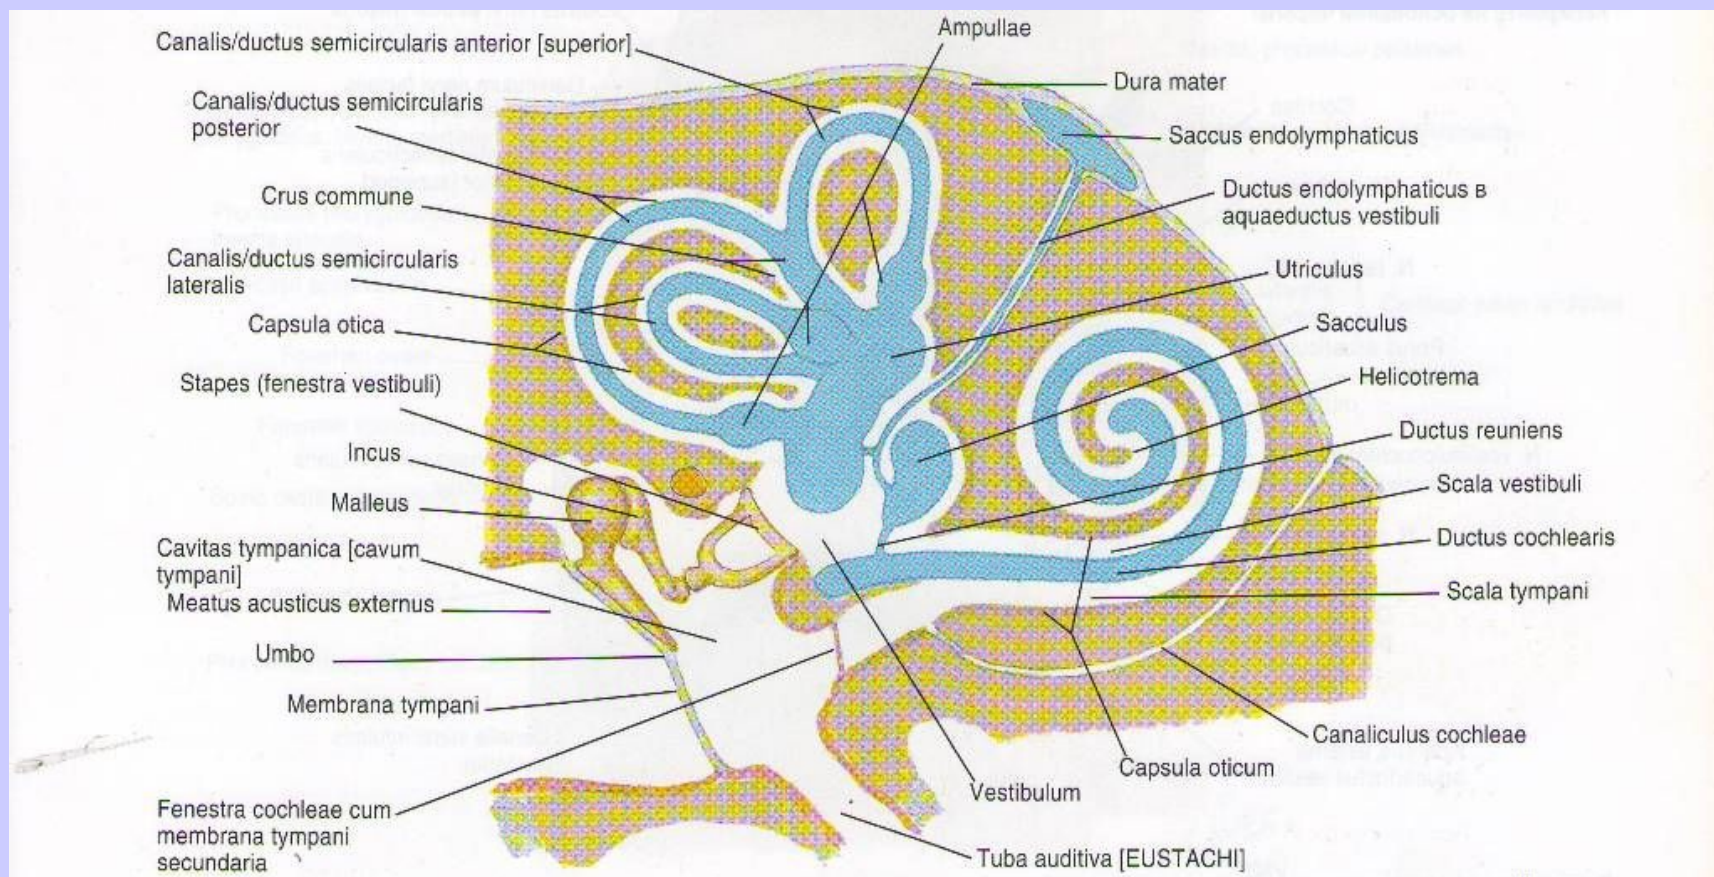 Canalis/ductus semicircularis anterior [superior]
Canalis/ductus semicircularis
posterior
Crus commune
Canalis/ductus semicircularis
lateralis
Capsula otica
Stapes (fenestra vestibuli)
Incus
Malleus
Cavitas tympanica [cavum
tympani]
Meatus acusticus externus
Umbo
Membrana tympani
Fenestra cochleae cum
membrana tympani
secundaria
Ampullae
Dura mater
Saccus endolymphaticus
Ductus endolymphaticus в
aquaeductus vestibuli
Utriculus
Sacculus
Helicotrema
Ductus reuniens
Scala vestibuli
Ductus cochlearis
Scala tympani
Canaliculus cochleae
Capsula oticum
Vestibulum
Tuba auditiva [EUSTACHI]